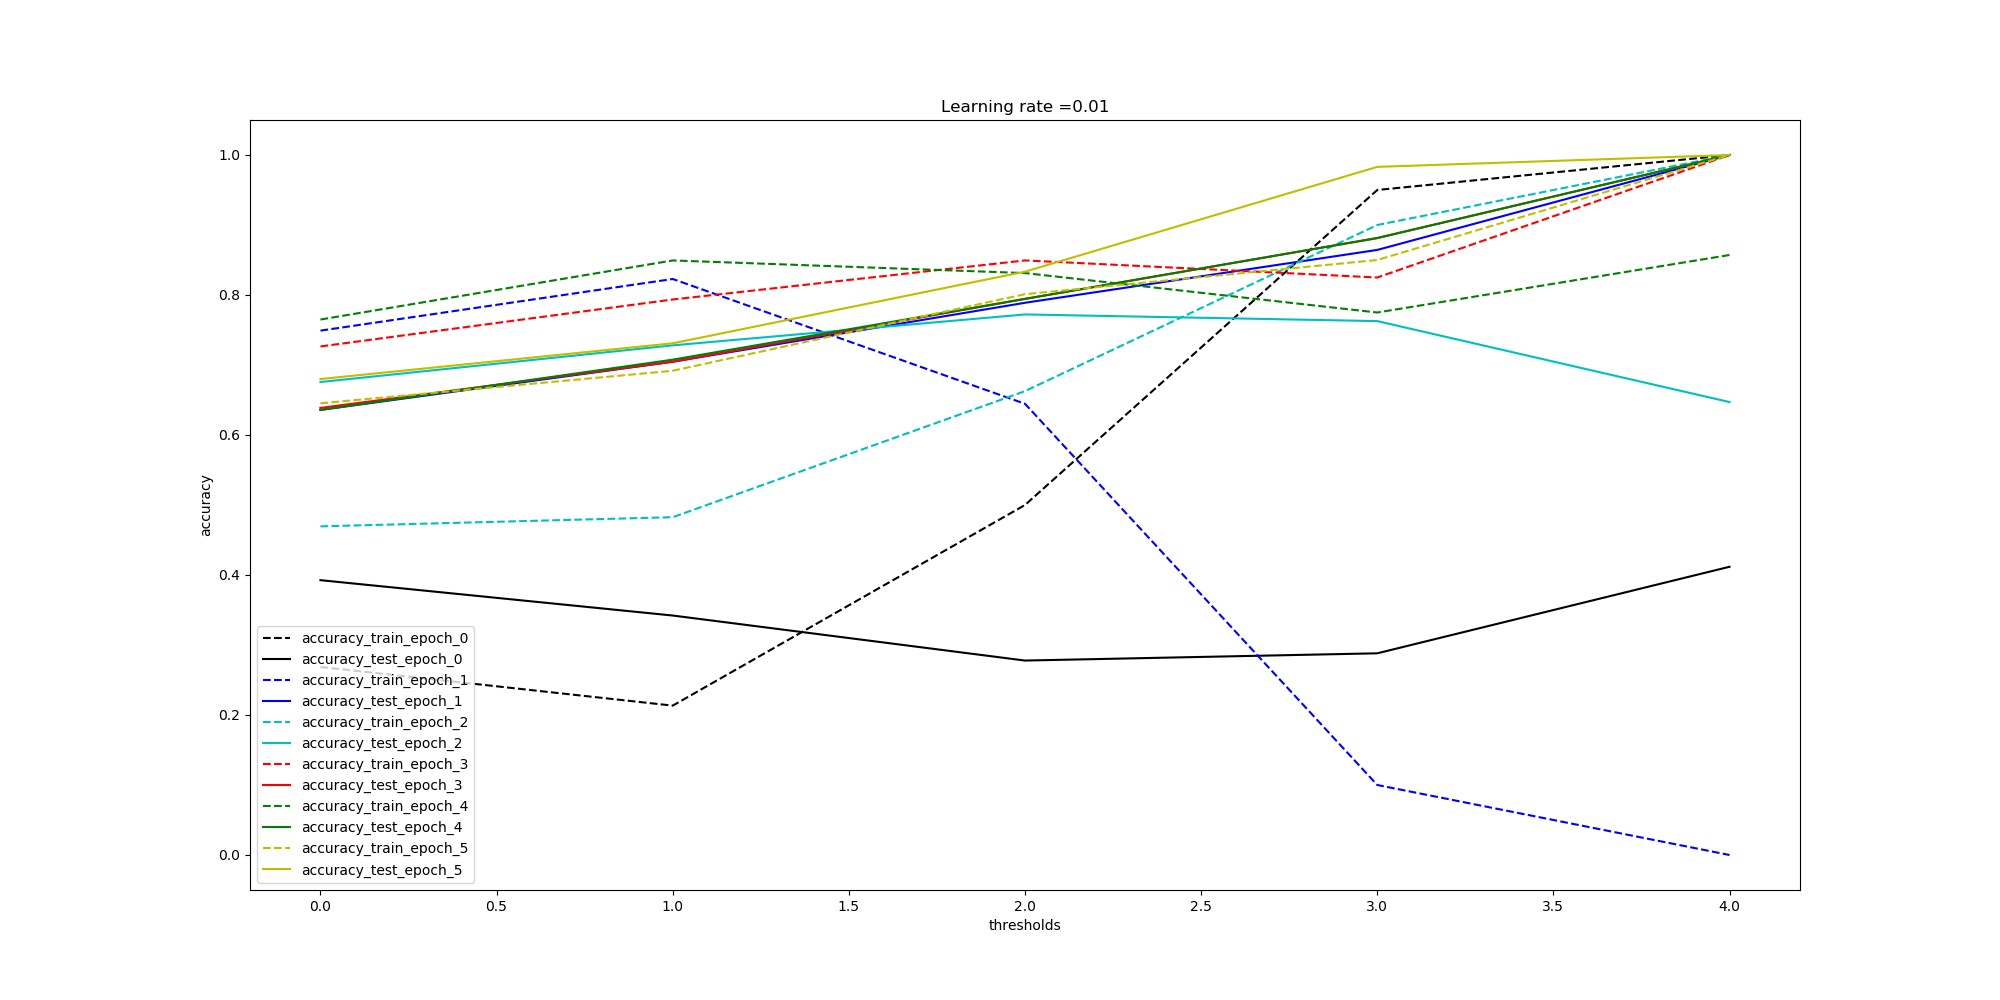 Learning rate =0.01
1.0
0.8
0.6
0.4
0.2
0.0
accuracy
accuracy_train_epoch_0
accuracy_test_epoch_0
accuracy_train_epoch_1
accuracy_test_epoch_1
accuracy_train_epoch_2
accuracy_test_epoch_2
accuracy_train_epoch_3
accuracy_test_epoch_3
accuracy_train_epoch_4
accuracy_test_epoch_4
accuracy_train_epoch_5
accuracy_test_epoch_5
0.0 0.5 1.0 1.5 2.0 2.5 3.0 3.5 4.0
thresholds